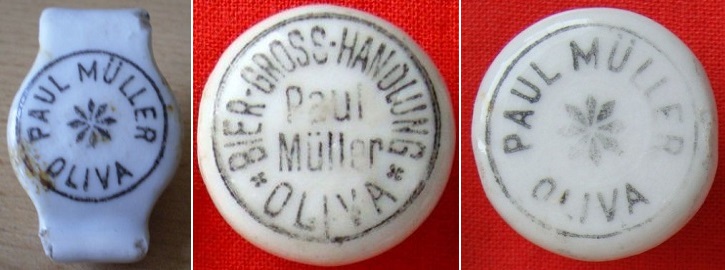 PAUL MÜLLER
OLIVA
BIER-GROSS-HANDLUNG
Paul
Müller
* OLIVA *
PAUL MÜLLER
OLIVA